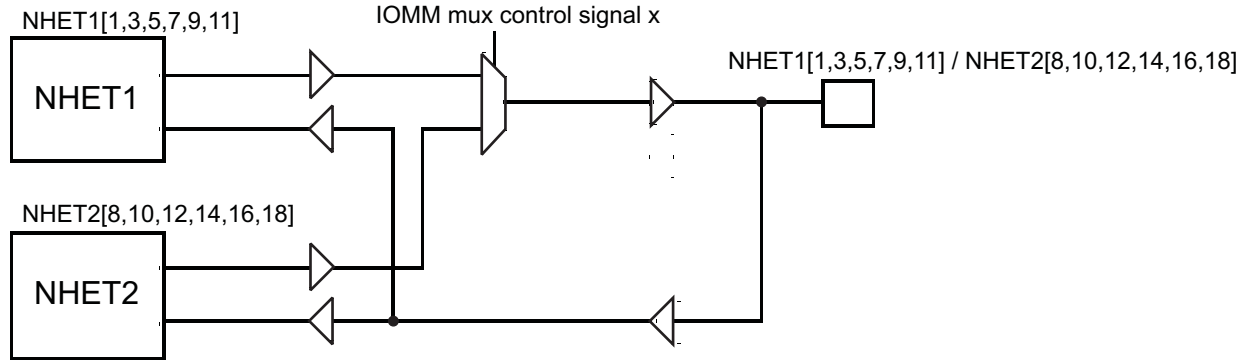 IOMM mux control signal x
NHET1[1,3,5,7,9,11]
NHET1[1,3,5,7,9,11] / NHET2[8,10,12,14,16,18]
NHET1
NHET2[8,10,12,14,16,18]
NHET2